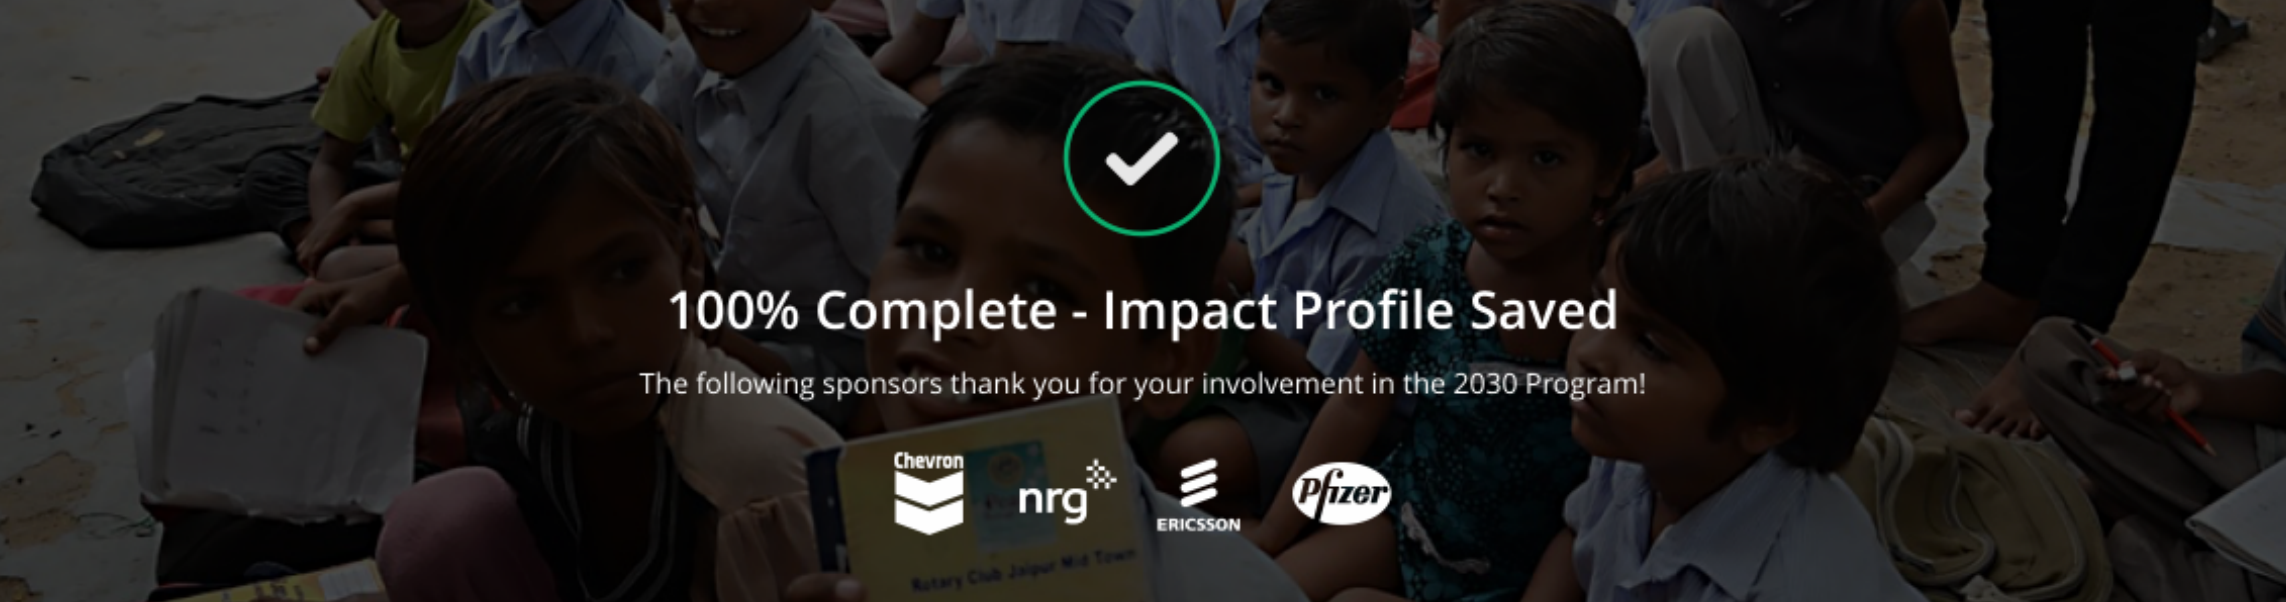 100% Complete - Impact Profile Saved
The following sponsors thank you for your involvement in the 2030 Program!
Chevron
nrg
ERICSSON
Pfizer
Rotary Club Jaipur Mid Town